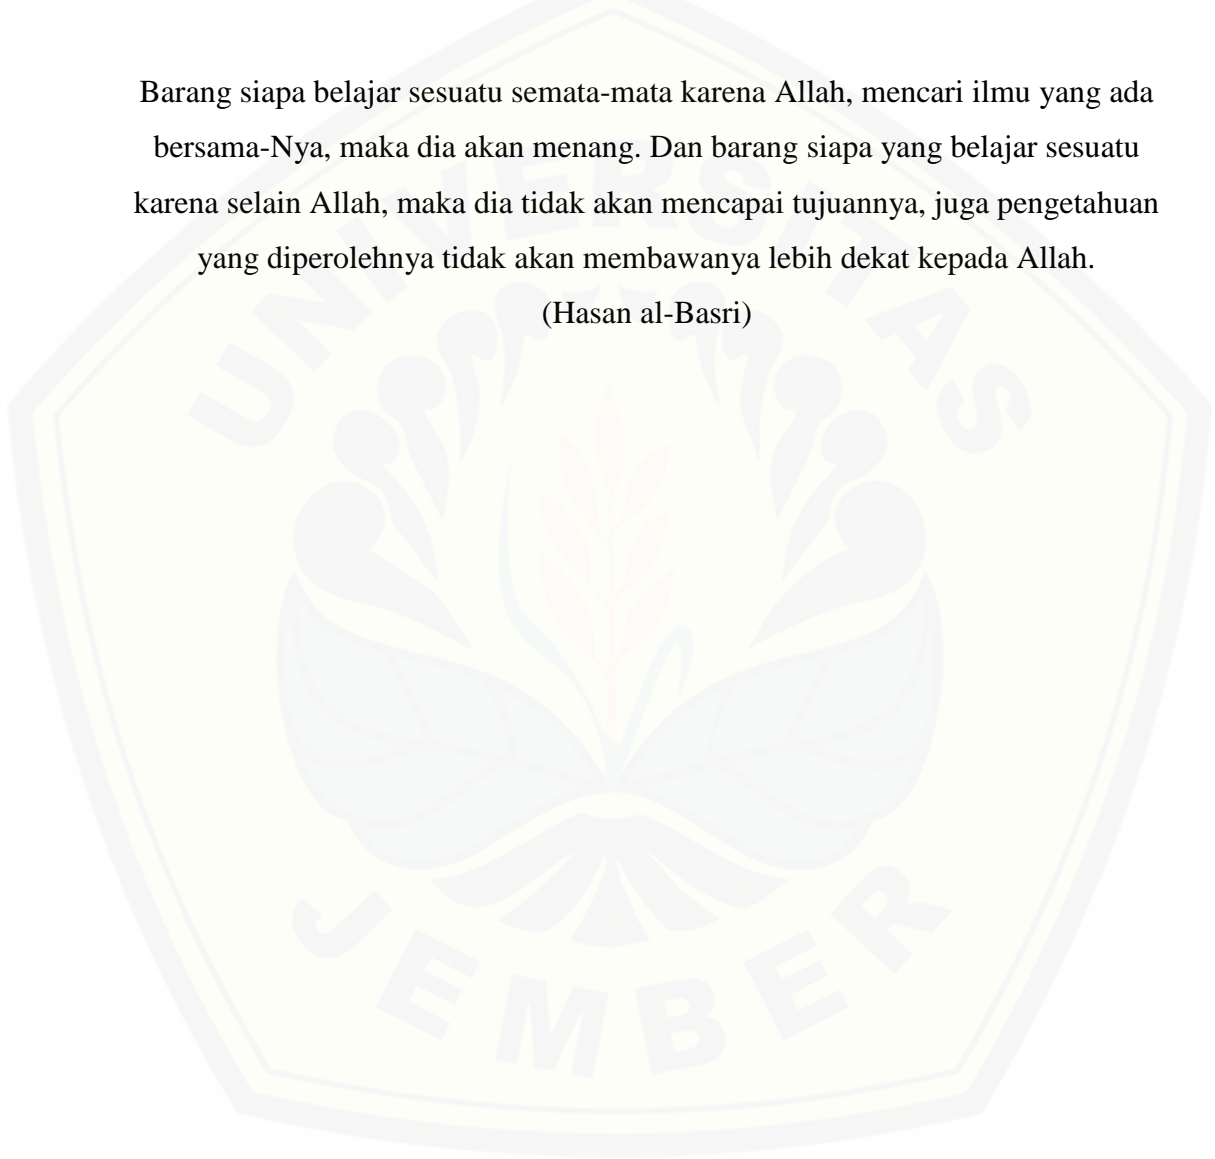 Barang siapa belajar sesuatu semata-mata karena Allah, mencari ilmu yang ada
bersama-Nya, maka dia akan menang. Dan barang siapa yang belajar sesuatu
karena selain Allah, maka dia tidak akan mencapai tujuannya, juga pengetahuan
yang diperolehnya tidak akan membawanya lebih dekat kepada Allah.
(Hasan al-Basri)
UNIVERSITAS
JEMBER